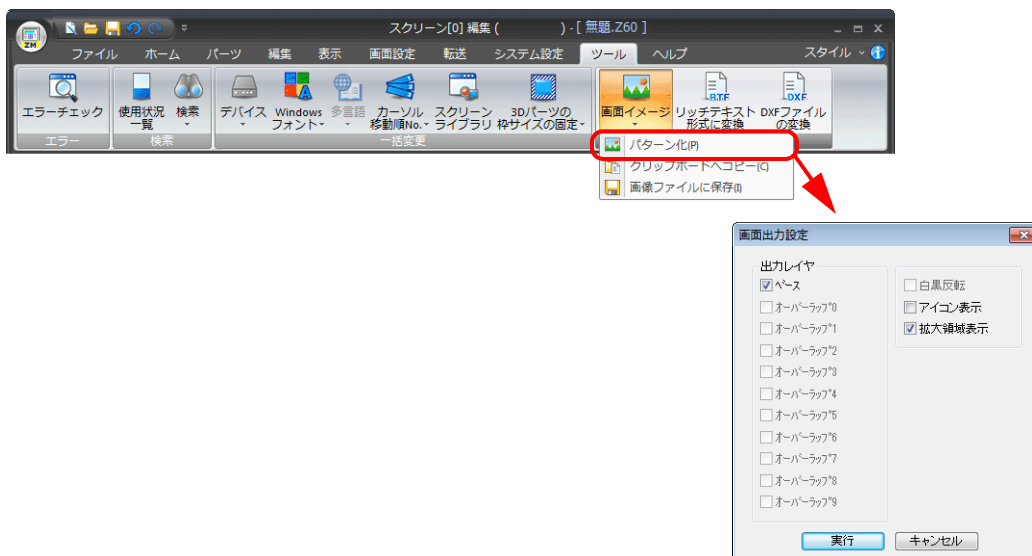 スクリーン[0] 編集 ( ) - [ 無題.Z60 ]
ZM
ファイル ホーム パーツ 編集 表示 画面設定 転送 システム設定 ツール ヘルプ スタイル
エラーチェック
使用状況一覧
検索
デバイス
Windowsフォント
多言語
カーソル移動順No.
スクリーンライブラリ
3Dパーツの枠サイズの固定
画面イメージ
RTF
リッチテキスト形式に変換
DXF
DXFファイルの変換
エラー 検索 一括変更
パターン化(P)
クリップボードへコピー(C)
画像ファイルに保存(I)
画面出力設定
出力レイヤ
ベース
オーバーラップ0
オーバーラップ1
オーバーラップ2
オーバーラップ3
オーバーラップ4
オーバーラップ5
オーバーラップ6
オーバーラップ7
オーバーラップ8
オーバーラップ9
白黒反転
アイコン表示
拡大領域表示
実行 キャンセル